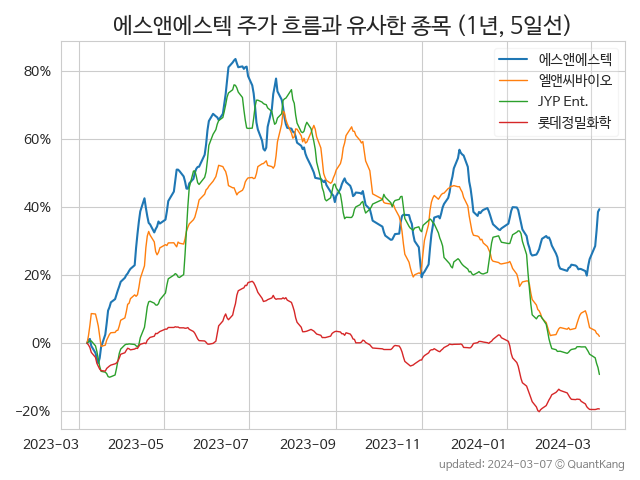 에스앤에스텍 주가 흐름과 유사한 종목 (1년, 5일선)
에스앤에스텍
엘앤씨바이오
JYP Ent.
롯데정밀화학
80%
60%
40%
20%
0%
−20%
2023-03 2023-05 2023-07 2023-09 2023-11 2024-01 2024-03
updated: 2024-03-07 © QuantKang